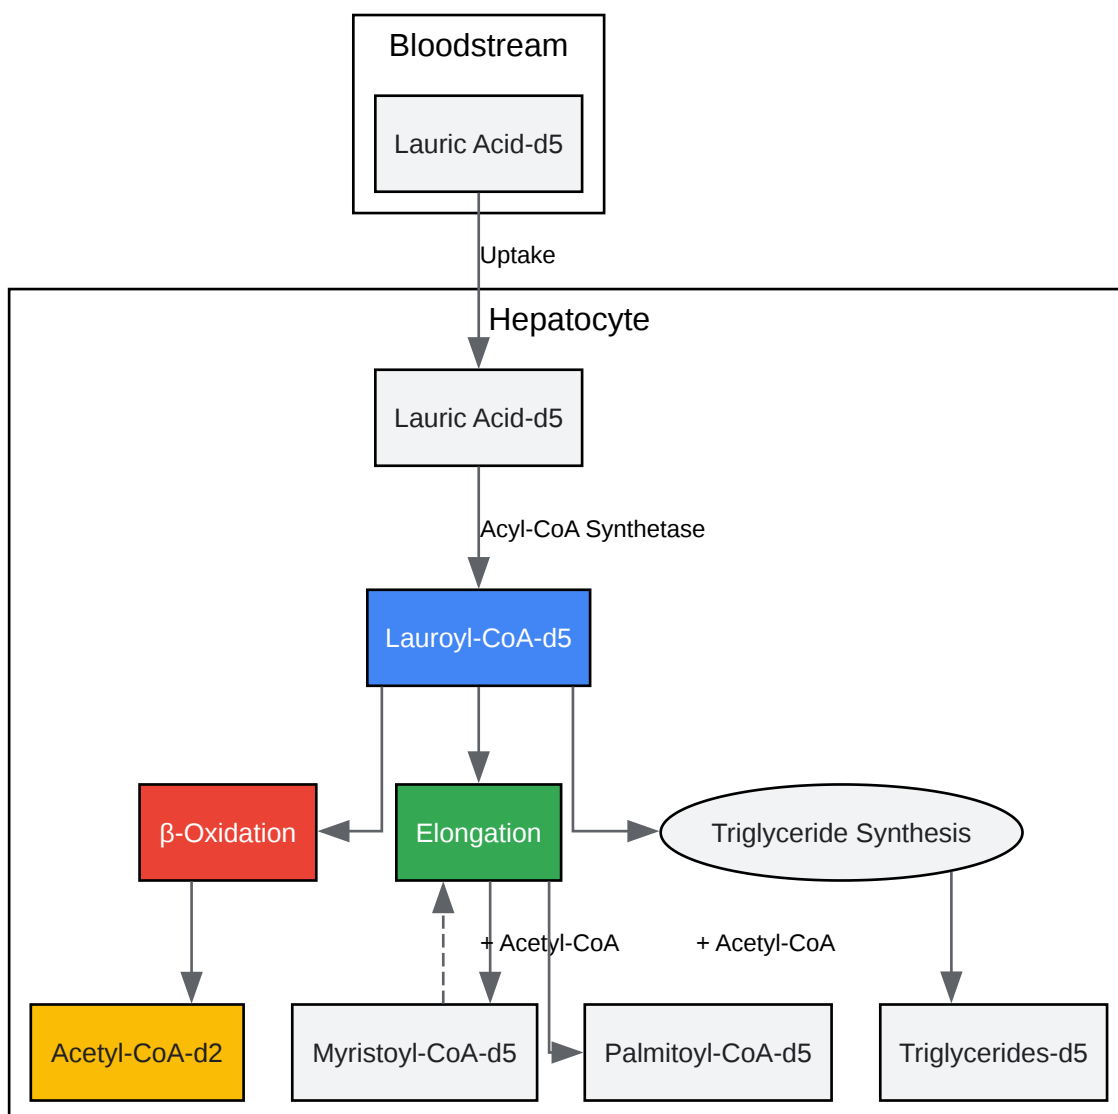 Bloodstream
Lauric Acid-d5
Uptake
Hepatocyte
Lauric Acid-d5
Acyl-CoA Synthetase
Lauroyl-CoA-d5
β-Oxidation
Elongation
Triglyceride Synthesis
+ Acetyl-CoA
+ Acetyl-CoA
Acetyl-CoA-d2
Myristoyl-CoA-d5
Palmitoyl-CoA-d5
Triglycerides-d5